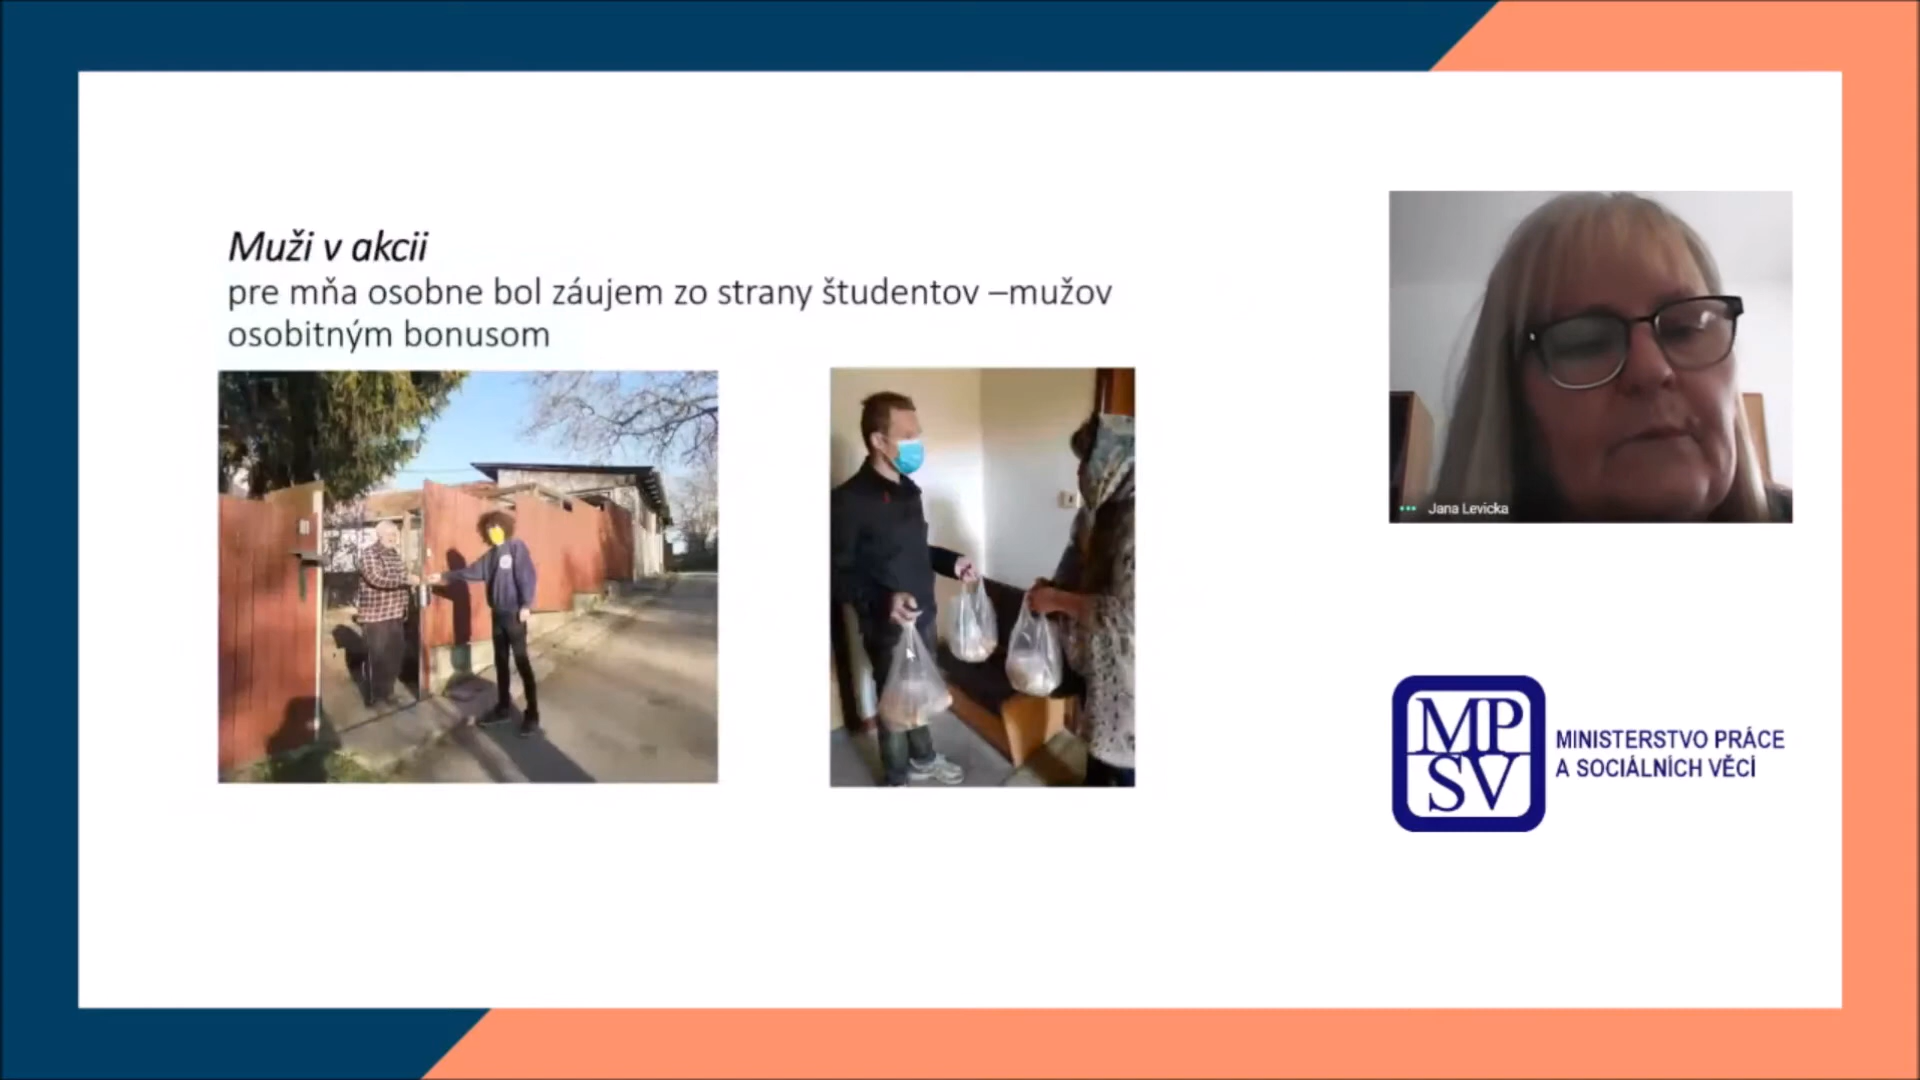 Muži v akcii
pre mňa osobne bol záujem zo strany študentov –mužov
osobitným bonusom
Jana Levicka
MP
SV
MINISTERSTVO PRÁCE
A SOCIÁLNÍCH VĚCÍ